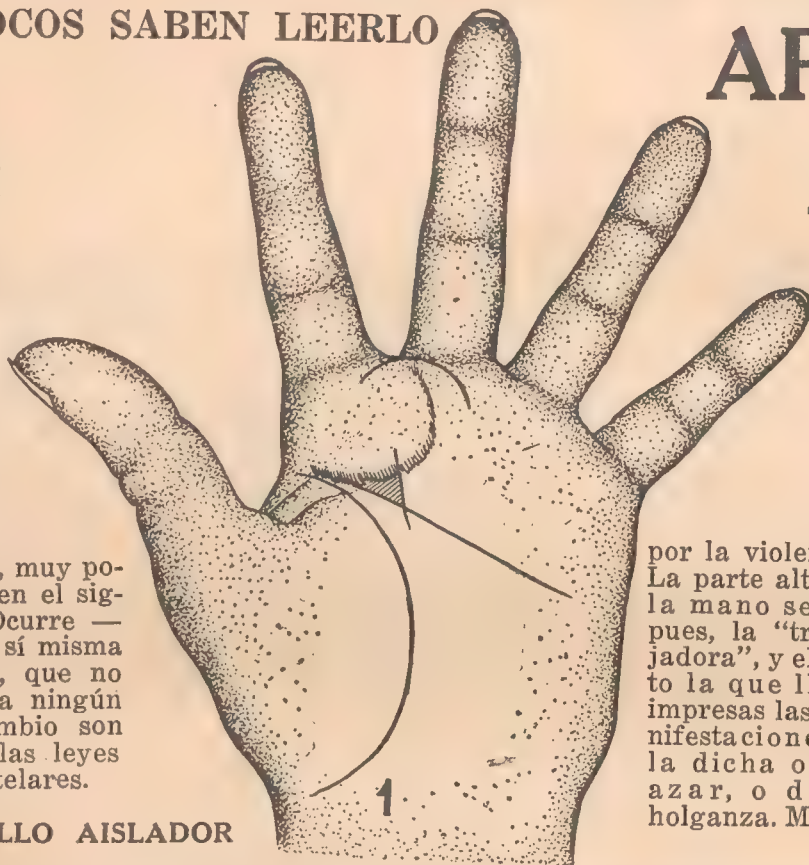 OCOS SABEN LEERLO
, muy po-
en el sig-
Ocurre —
sí misma
, que no
a ningún
mbio son
las leyes
telares.
LLO AISLADOR
1
por la violen
La parte alt
la mano se
pues, la "tr
jadora", y el
to la que ll
impresas las
nifestacione
la dicha o
azar, o d
holganza. M